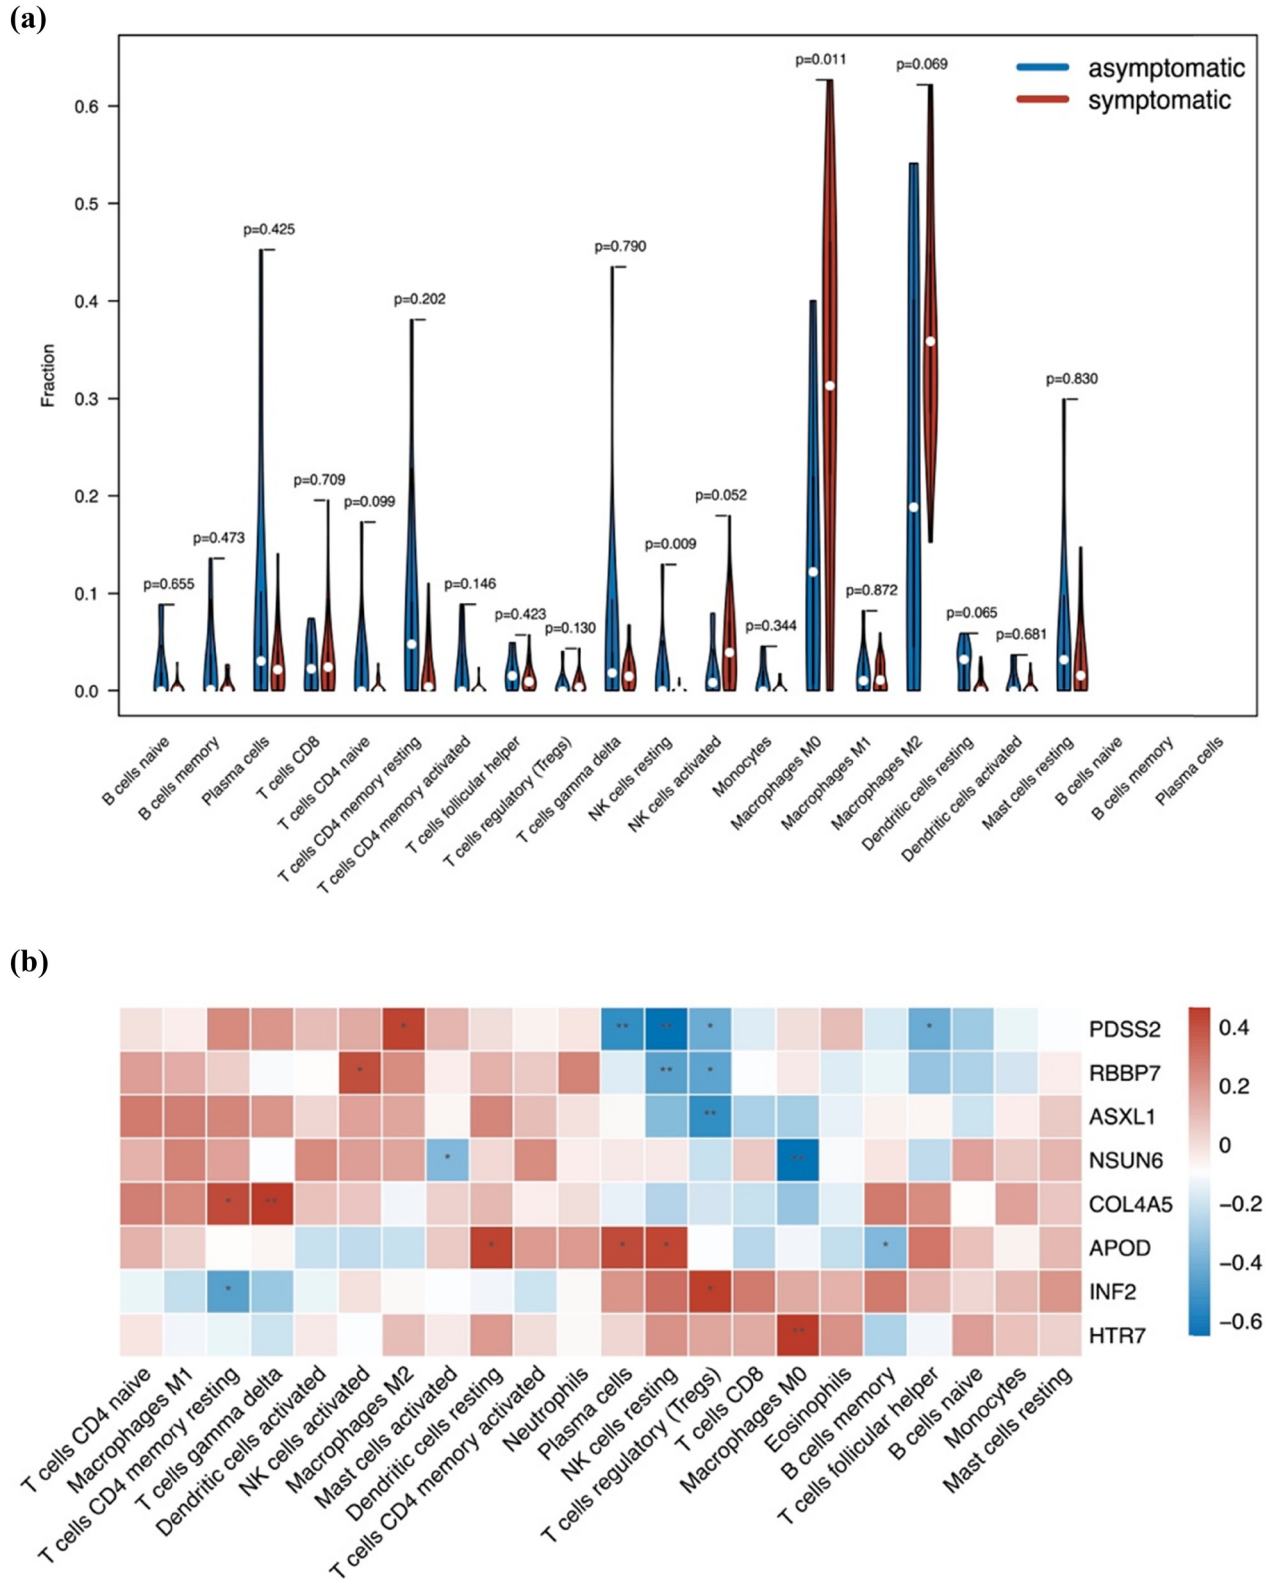 (a)
asymptomatic
symptomatic
Fraction
0.6
0.5
0.4
0.3
0.2
0.1
0.0
p=0.655
p=0.473
p=0.425
p=0.709
p=0.099
p=0.202
p=0.146
p=0.423
p=0.130
p=0.790
p=0.009
p=0.052
p=0.344
p=0.011
p=0.872
p=0.069
p=0.065
p=0.681
p=0.830
B cells naive
B cells memory
Plasma cells
T cells CD8
T cells CD4 naive
T cells CD4 memory resting
T cells CD4 memory activated
T cells follicular helper
T cells regulatory (Tregs)
T cells gamma delta
NK cells resting
NK cells activated
Monocytes
Macrophages M0
Macrophages M1
Macrophages M2
Dendritic cells resting
Dendritic cells activated
Mast cells resting
B cells naive
B cells memory
Plasma cells
(b)
* ** ** * *
PDSS2
* ** *
RBBP7
**
ASXL1
* **
NSUN6
* **
COL4A5
* * * *
APOD
* *
INF2
**
HTR7
0.4
0.2
0
−0.2
−0.4
−0.6
T cells CD4 naive
Macrophages M1
T cells CD4 memory resting
T cells gamma delta
Dendritic cells activated
NK cells activated
Macrophages M2
Mast cells activated
Dendritic cells resting
T cells CD4 memory activated
Neutrophils
Plasma cells
NK cells resting
T cells regulatory (Tregs)
T cells CD8
Macrophages M0
Eosinophils
B cells memory
T cells follicular helper
B cells naive
Monocytes
Mast cells resting